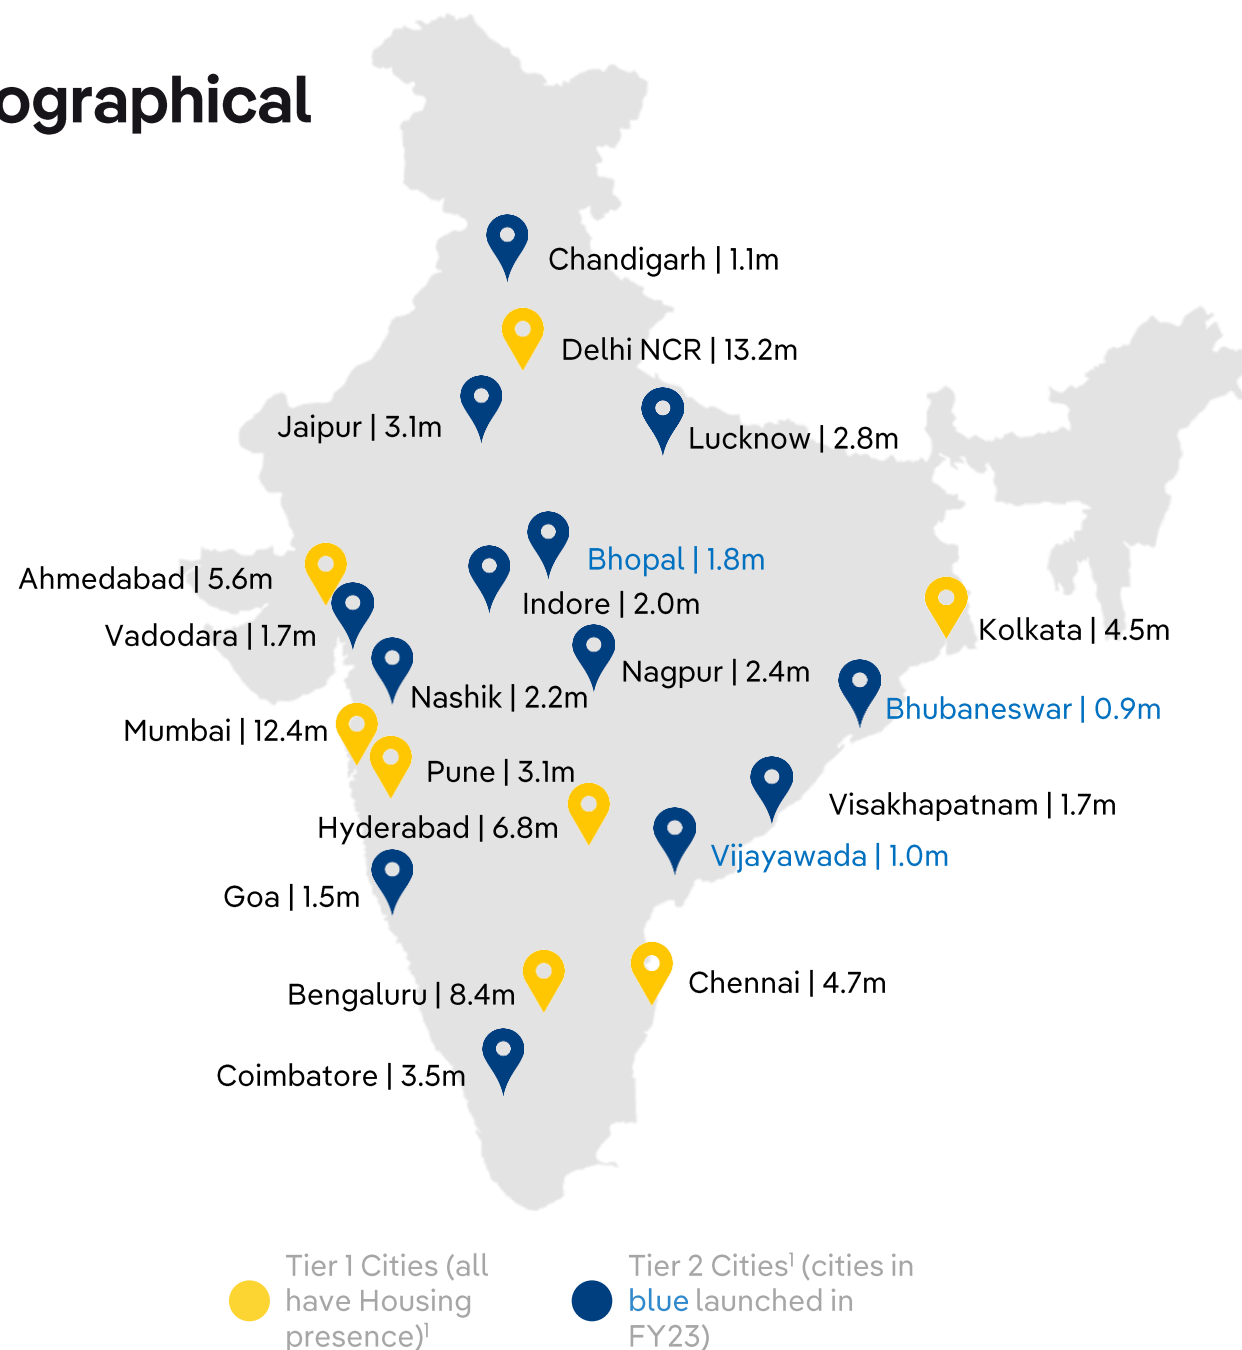 ographical
Chandigarh | 1.1m
Delhi NCR | 13.2m
Jaipur | 3.1m
Lucknow | 2.8m
Bhopal | 1.8m
Ahmedabad | 5.6m
Indore | 2.0m
Vadodara | 1.7m
Kolkata | 4.5m
Nagpur | 2.4m
Nashik | 2.2m
Bhubaneswar | 0.9m
Mumbai | 12.4m
Pune | 3.1m
Visakhapatnam | 1.7m
Hyderabad | 6.8m
Vijayawada | 1.0m
Goa | 1.5m
Chennai | 4.7m
Bengaluru | 8.4m
Coimbatore | 3.5m
Tier 1 Cities (all
have Housing
presence)¹
Tier 2 Cities¹ (cities in
blue launched in
FY23)